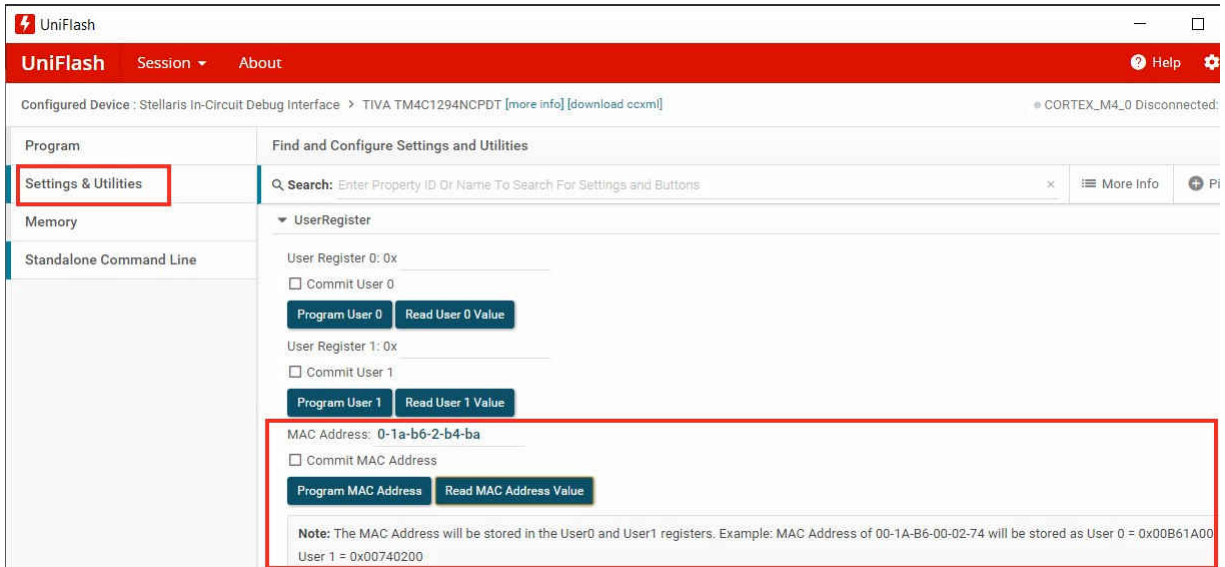 UniFlash
UniFlash Session About Help
Configured Device : Stellaris In-Circuit Debug Interface > TIVA TM4C1294NCPDT [more info] [download ccxml] CORTEX_M4_0 Disconnected:
Program
Settings & Utilities
Memory
Standalone Command Line
Find and Configure Settings and Utilities
Search: Enter Property ID Or Name To Search For Settings and Buttons × More Info
UserRegister
User Register 0: 0x
Commit User 0
Program User 0 Read User 0 Value
User Register 1: 0x
Commit User 1
Program User 1 Read User 1 Value
MAC Address: 0-1a-b6-2-b4-ba
Commit MAC Address
Program MAC Address Read MAC Address Value
Note: The MAC Address will be stored in the User0 and User1 registers. Example: MAC Address of 00-1A-B6-00-02-74 will be stored as User 0 = 0x00B61A00
User 1 = 0x00740200